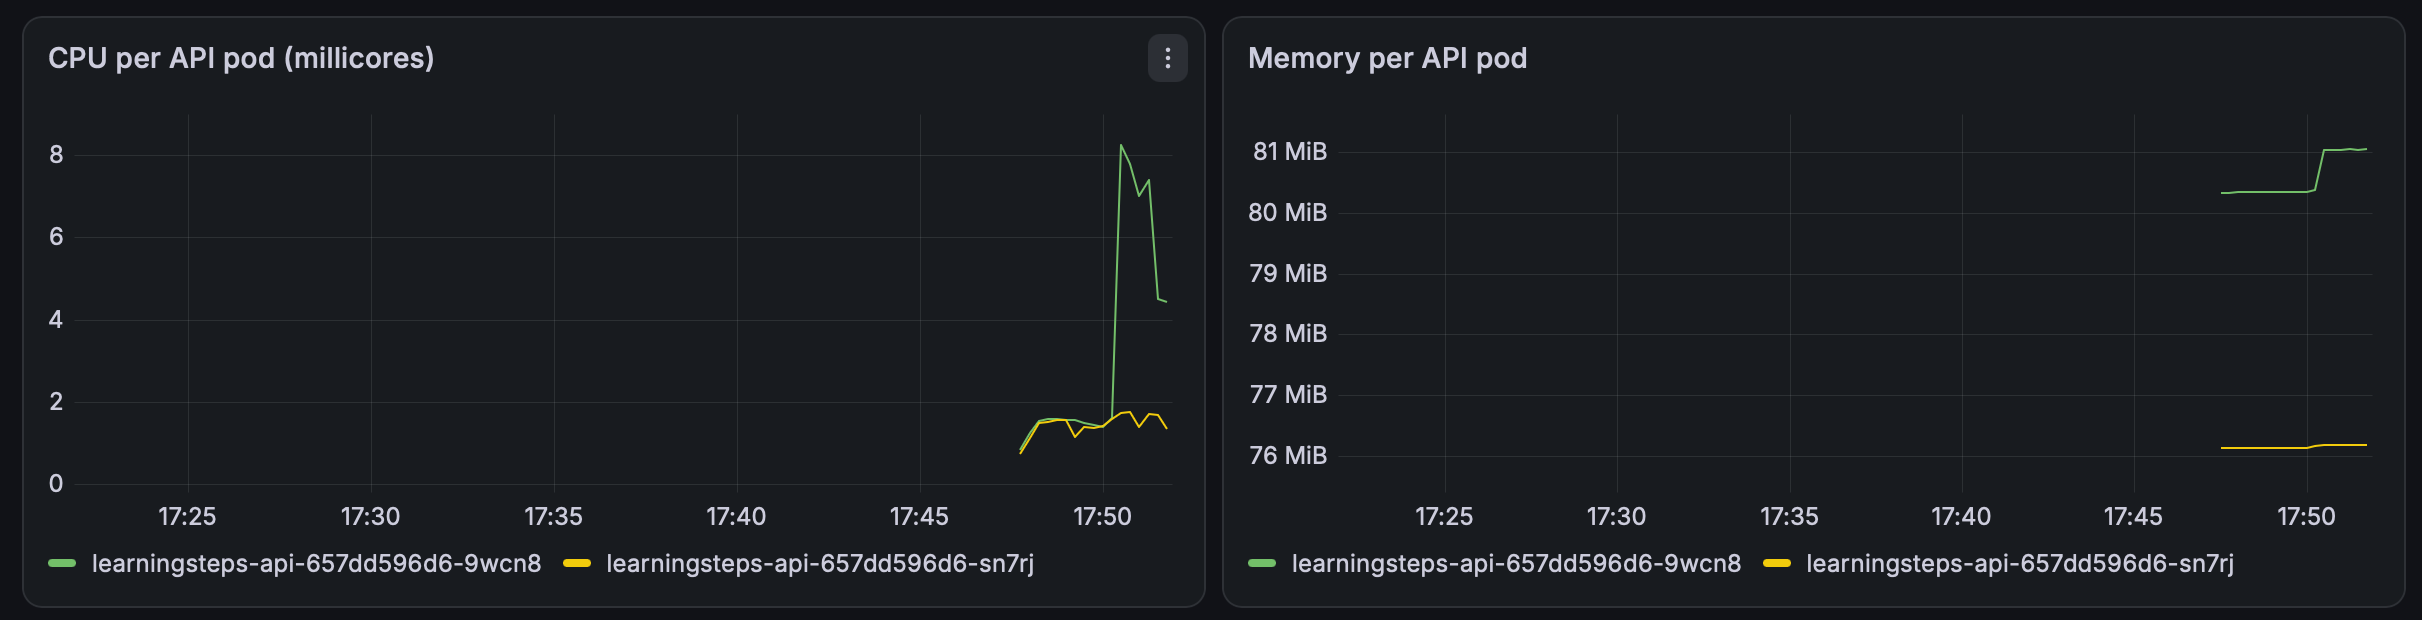 CPU per API pod (millicores)
8
6
4
2
0
17:25 17:30 17:35 17:40 17:45 17:50
learningsteps-api-657dd596d6-9wcn8 learningsteps-api-657dd596d6-sn7rj
Memory per API pod
81 MiB
80 MiB
79 MiB
78 MiB
77 MiB
76 MiB
17:25 17:30 17:35 17:40 17:45 17:50
learningsteps-api-657dd596d6-9wcn8 learningsteps-api-657dd596d6-sn7rj